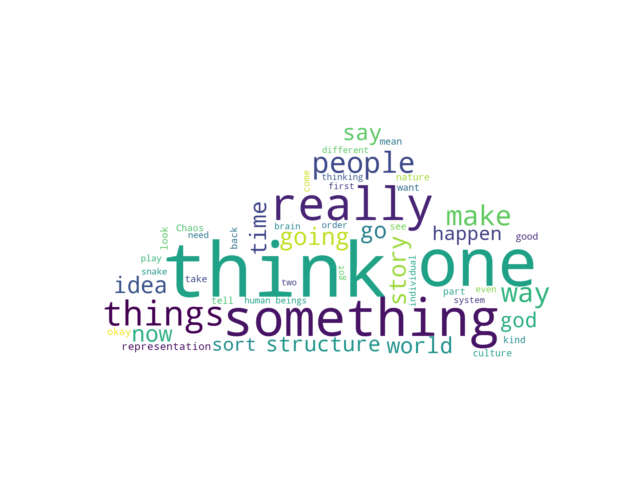 say
mean
different
people
come
thinking
nature
first
want
really
time
make
look
Chaos
need
back
brain
order
going
go
see
happen
good
think
one
story
play
snake
idea
take
two
got
individual
part
even
way
tell
human beings
system
things
something
god
okay
now
representation
sort
structure
world
kind
culture